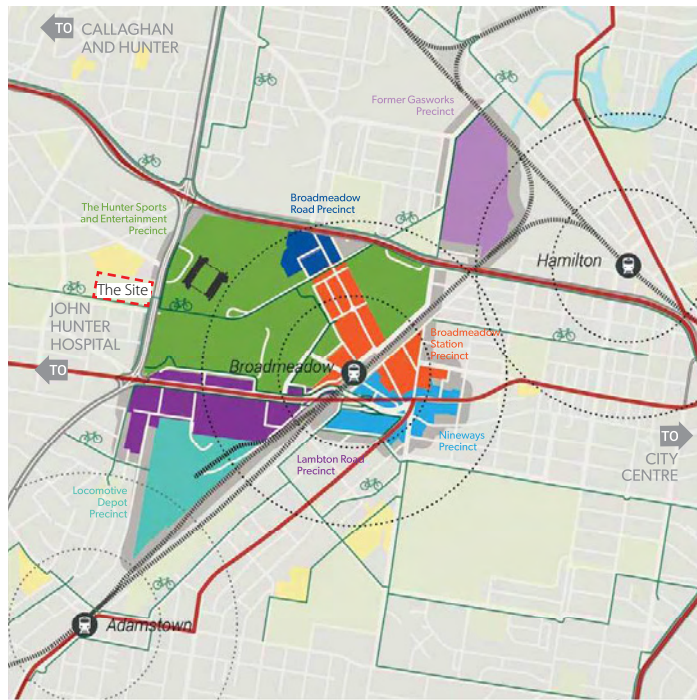 TO
CALLAGHAN
AND HUNTER
Former Gasworks
Precinct
Broadmeadow
Road Precinct
The Hunter Sports
and Entertainment
Precinct
Hamilton
The Site
JOHN
HUNTER
HOSPITAL
TO
Broadmeadow
Station
Precinct
Broadmeadow
TO
CITY
CENTRE
Nineways
Precinct
Lambton Road
Precinct
Locomotive
Depot
Precinct
Adamstown